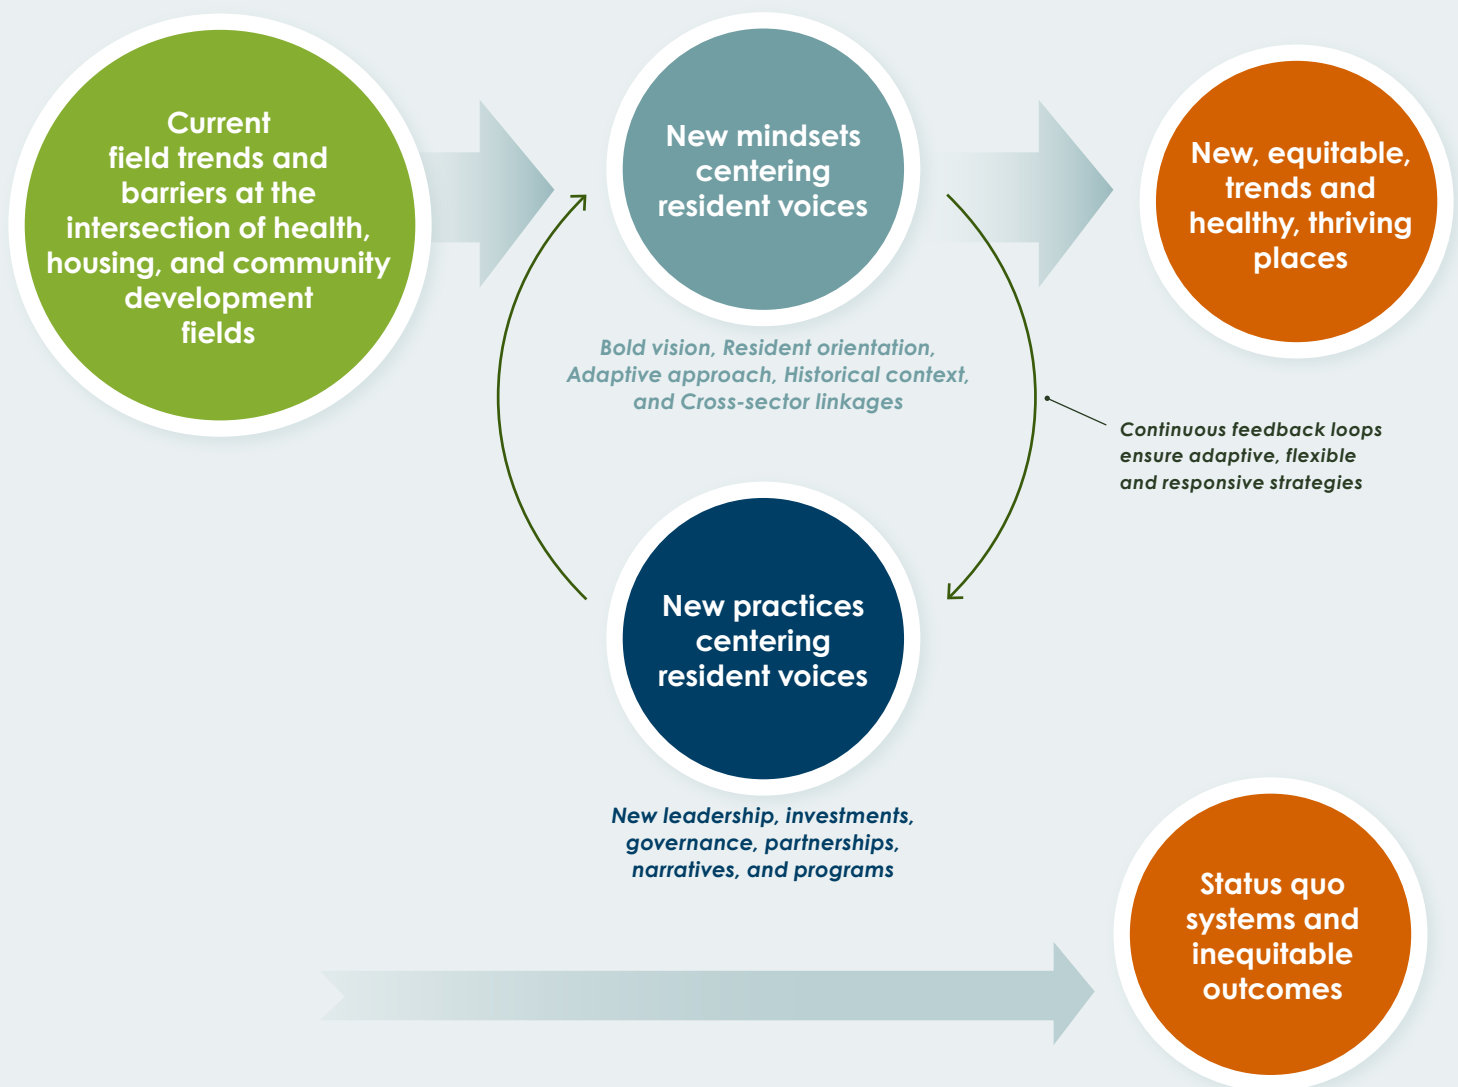 Current
field trends and
barriers at the
intersection of health,
housing, and community
development
fields
New mindsets
centering
resident voices
Bold vision, Resident orientation,
Adaptive approach, Historical context,
and Cross-sector linkages
New, equitable,
trends and
healthy, thriving
places
Continuous feedback loops
ensure adaptive, flexible
and responsive strategies
New practices
centering
resident voices
New leadership, investments,
governance, partnerships,
narratives, and programs
Status quo
systems and
inequitable
outcomes